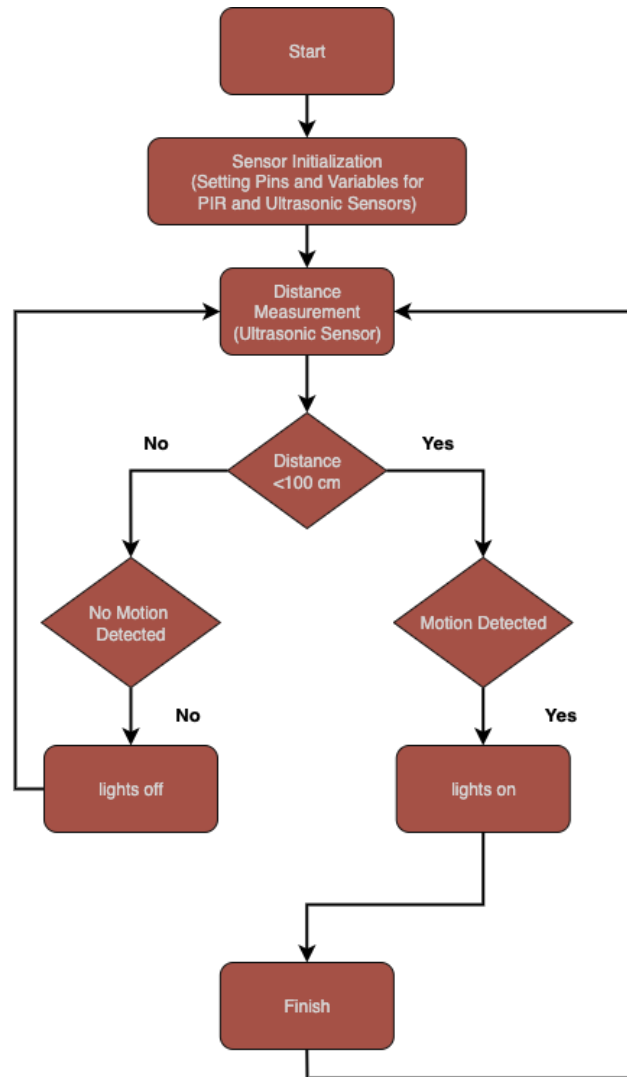 Start
Sensor Initialization
(Setting Pins and Variables for
PIR and Ultrasonic Sensors)
Distance
Measurement
(Ultrasonic Sensor)
No
Yes
Distance
<100 cm
No Motion
Detected
Motion Detected
No
Yes
lights off
lights on
Finish